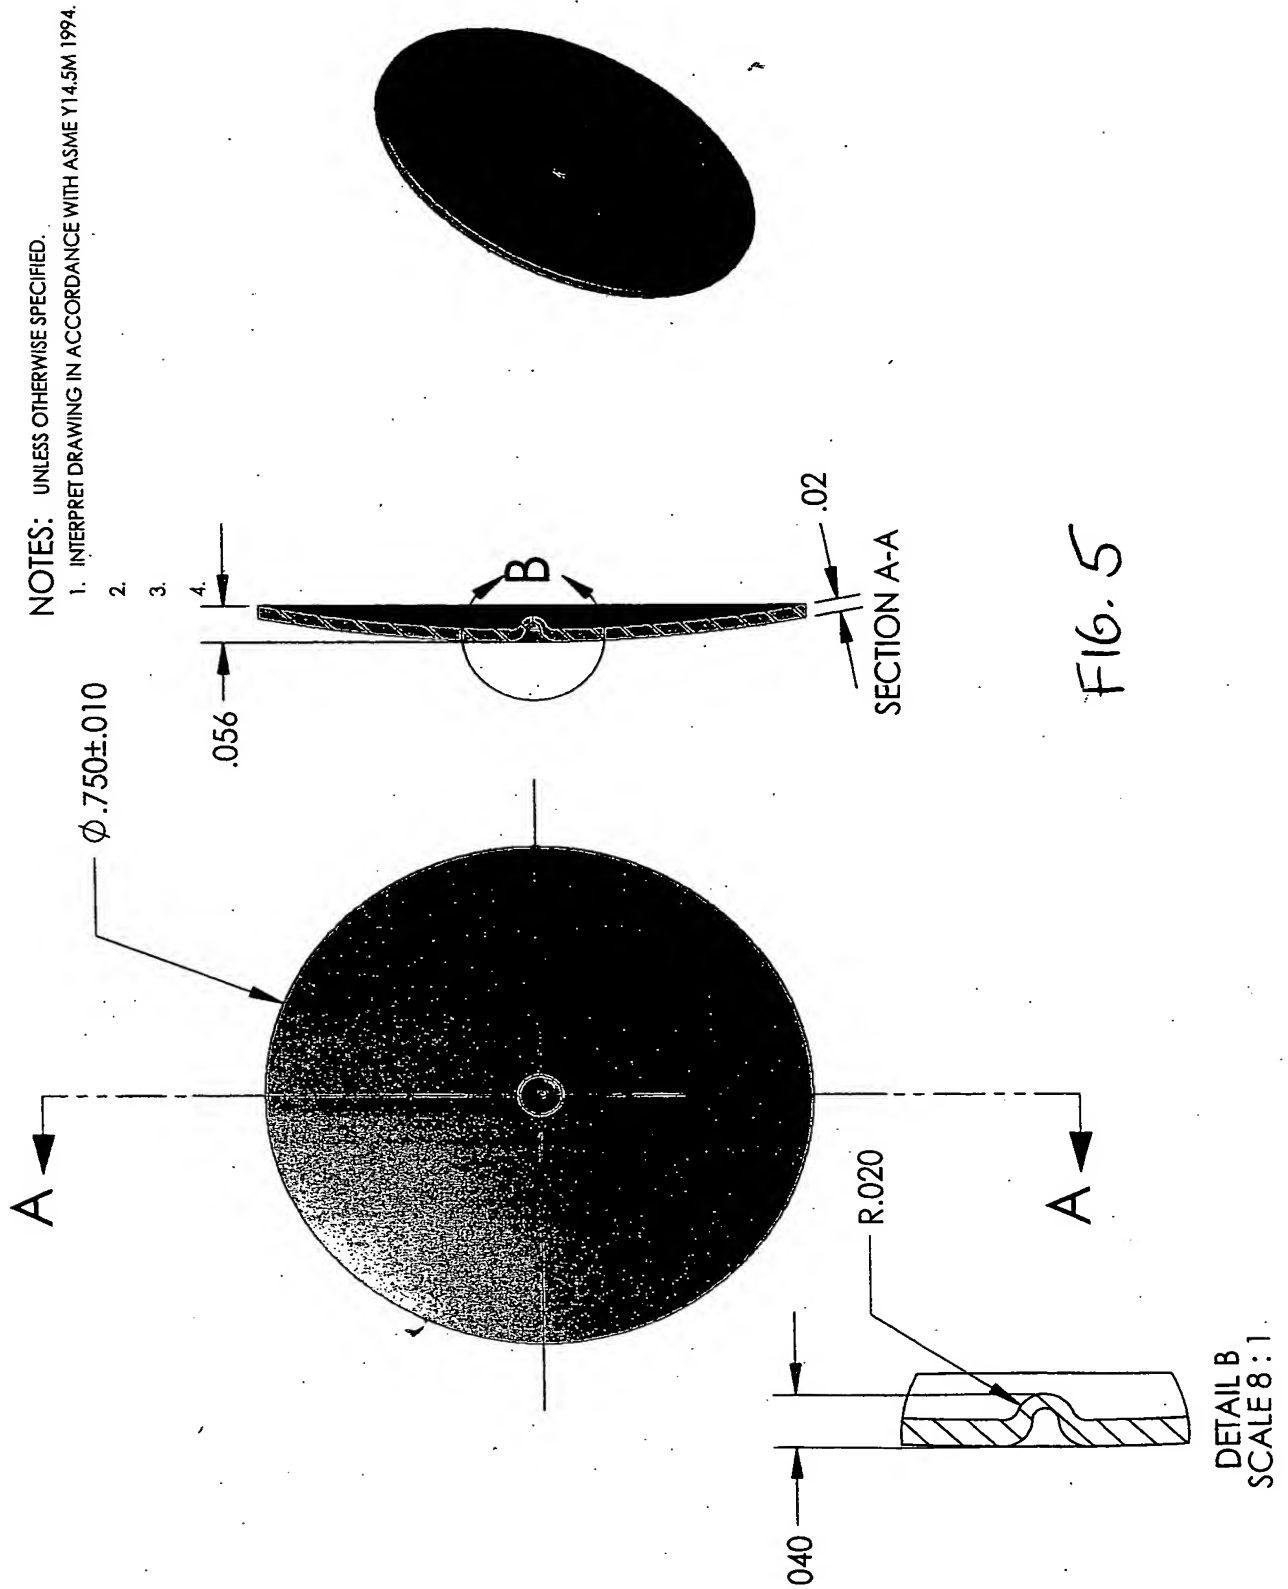 NOTES: UNLESS OTHERWISE SPECIFIED.
1. INTERPRET DRAWING IN ACCORDANCE WITH ASME Y14.5M 1994.
2.
3.
4.
Ø.750±.010
.056
B
.02
SECTION A-A
A
A
R.020
040
DETAIL B
SCALE 8 : 1
FIG. 5